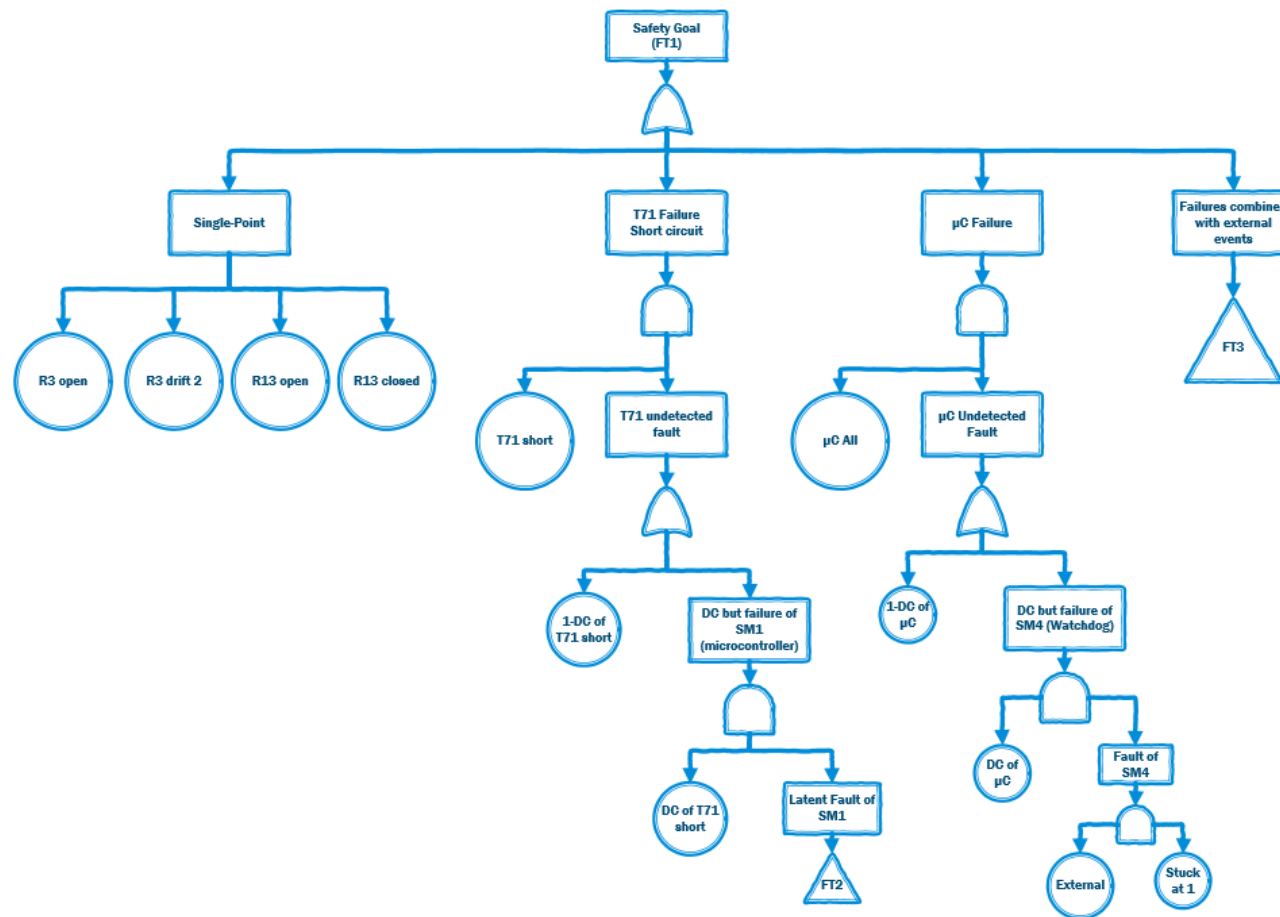 Safety Goal
(FT1)
Single-Point
T71 Failure
Short circuit
µC Failure
Failures combine
with external
events
R3 open
R3 drift 2
R13 open
R13 closed
FT3
T71 short
T71 undetected
fault
µC All
µC Undetected
Fault
1-DC of
T71 short
DC but failure of
SM1
(microcontroller)
1-DC of
µC
DC but failure of
SM4 (Watchdog)
DC of T71
short
Latent Fault of
SM1
DC of
µC
Fault of
SM4
FT2
External
Stuck
at 1